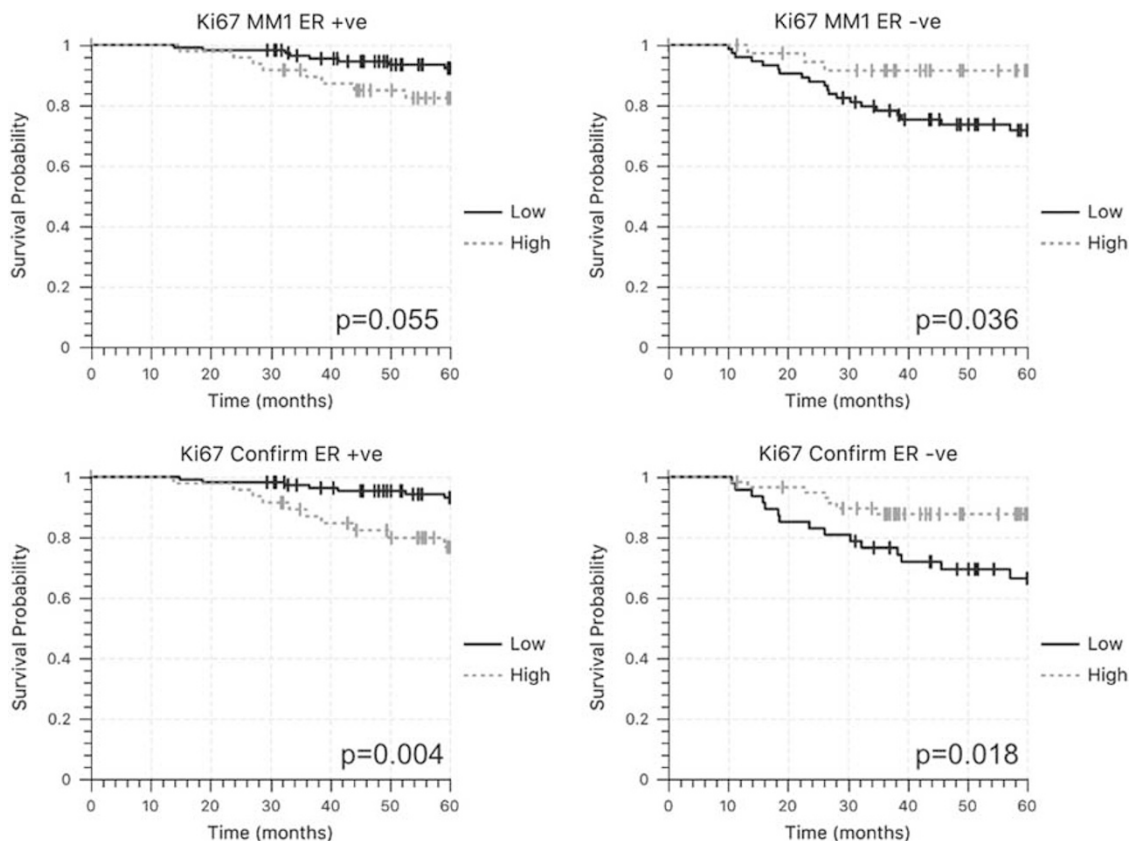 Ki67 MM1 ER +ve
1
0.8
0.6
0.4
0.2
0
Survival Probability
Low
High
p=0.055
0 10 20 30 40 50 60
Time (months)
Ki67 MM1 ER -ve
1
0.8
0.6
0.4
0.2
0
Survival Probability
Low
High
p=0.036
0 10 20 30 40 50 60
Time (months)
Ki67 Confirm ER +ve
1
0.8
0.6
0.4
0.2
0
Survival Probability
Low
High
p=0.004
0 10 20 30 40 50 60
Time (months)
Ki67 Confirm ER -ve
1
0.8
0.6
0.4
0.2
0
Survival Probability
Low
High
p=0.018
0 10 20 30 40 50 60
Time (months)